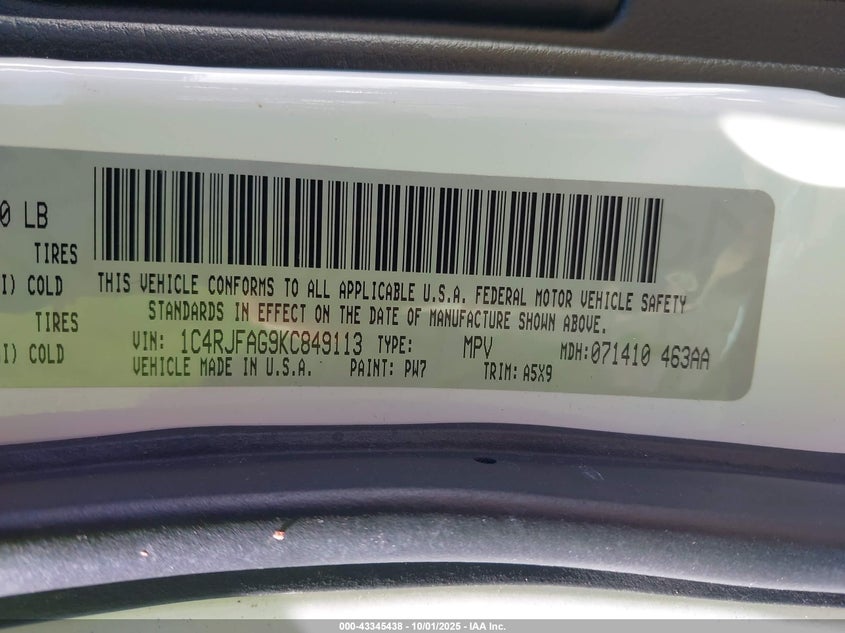 0 LB
TIRES
I) COLD
TIRES
I) COLD
THIS VEHICLE CONFORMS TO ALL APPLICABLE U.S.A. FEDERAL MOTOR VEHICLE SAFETY
STANDARDS IN EFFECT ON THE DATE OF MANUFACTURE SHOWN ABOVE.
VIN: 1C4RJFAG9KC849113 TYPE: MPV MDH:071410 463AA
VEHICLE MADE IN U.S.A. PAINT: PW7 TRIM:A5X9
000-43345438 - 10/01/2025 - IAA Inc.